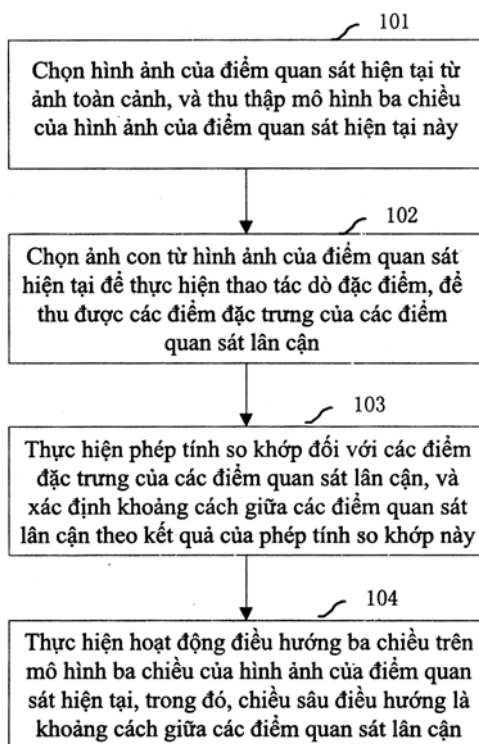 101
Chọn hình ảnh của điểm quan sát hiện tại từ
ảnh toàn cảnh, và thu thập mô hình ba chiều
của hình ảnh của điểm quan sát hiện tại này
102
Chọn ảnh con từ hình ảnh của điểm quan sát
hiện tại để thực hiện thao tác dò đặc điểm, để
thu được các điểm đặc trưng của các điểm
quan sát lân cận
103
Thực hiện phép tính so khớp đối với các điểm
đặc trưng của các điểm quan sát lân cận, và
xác định khoảng cách giữa các điểm quan sát
lân cận theo kết quả của phép tính so khớp này
104
Thực hiện hoạt động điều hướng ba chiều trên
mô hình ba chiều của hình ảnh của điểm quan
sát hiện tại, trong đó, chiều sâu điều hướng là
khoảng cách giữa các điểm quan sát lân cận